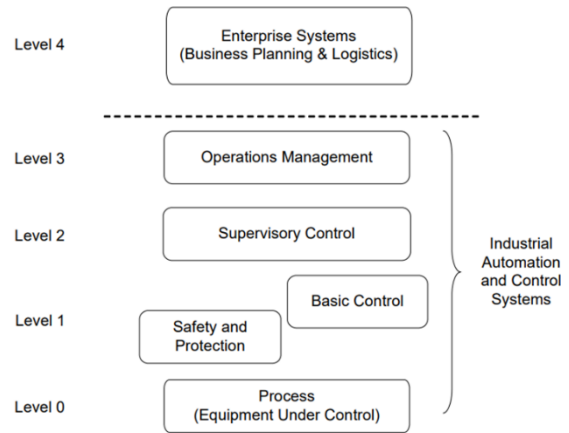 Level 4
Enterprise Systems
(Business Planning & Logistics)
Level 3
Operations Management
Level 2
Supervisory Control
Industrial
Automation
and Control
Systems
Level 1
Basic Control
Safety and
Protection
Level 0
Process
(Equipment Under Control)